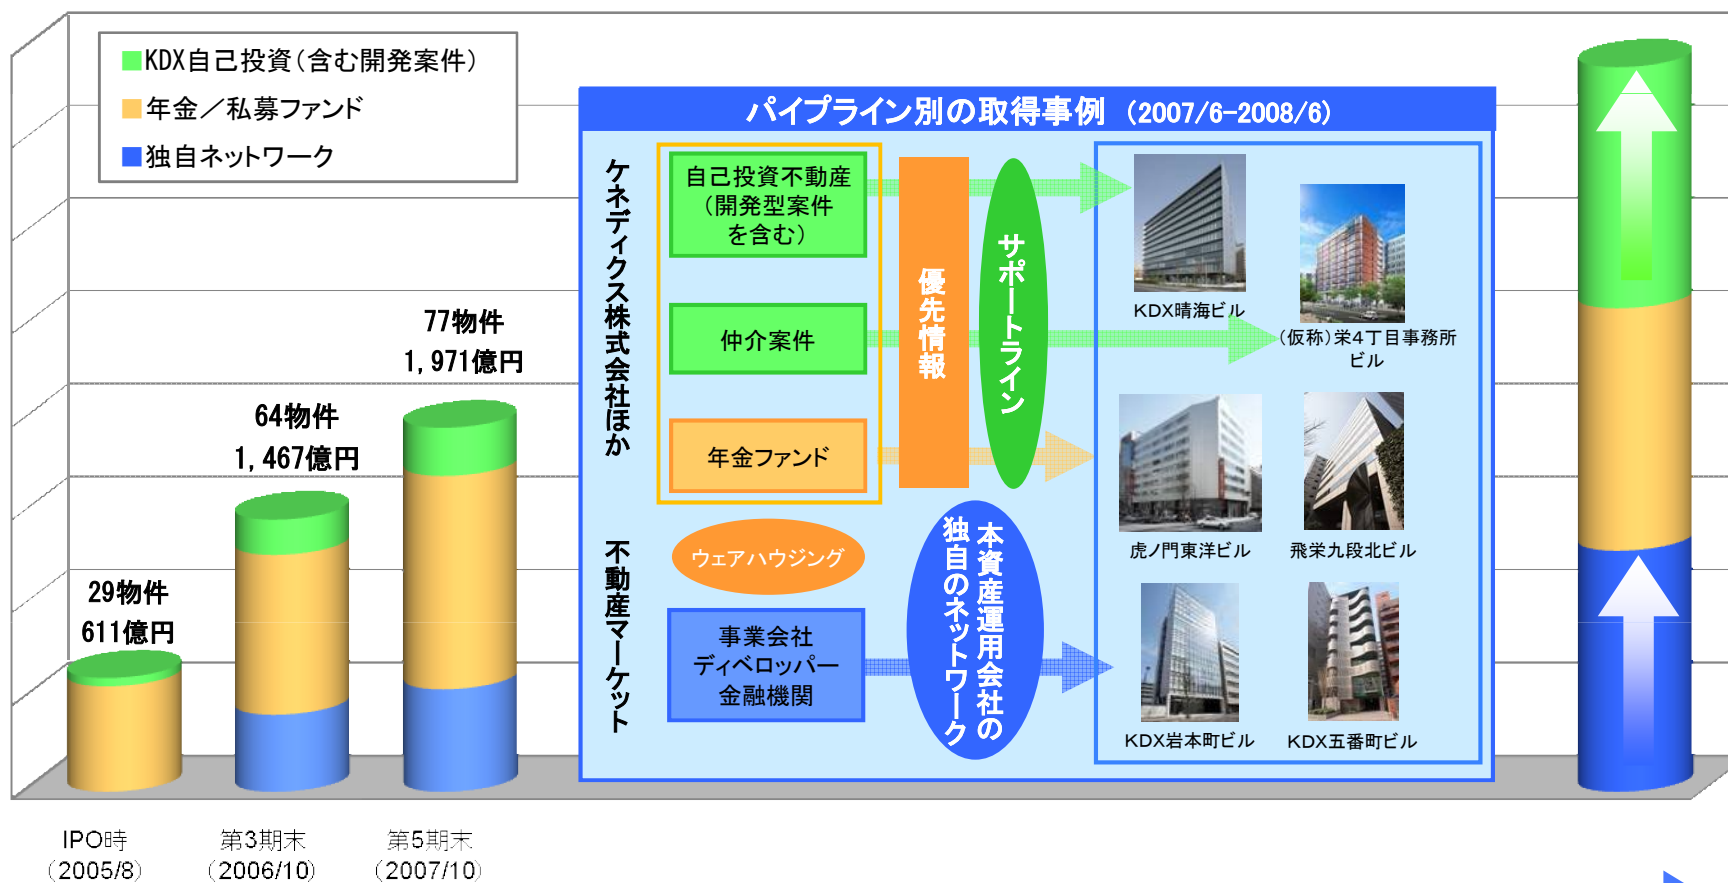 KDX自己投資（含む開発案件）
年金／私募ファンド
独自ネットワーク
パイプライン別の取得事例 (2007/6-2008/6)
ケネディクス株式会社ほか
自己投資不動産
（開発型案件
を含む）
仲介案件
年金ファンド
優先情報
サポートライン
KDX晴海ビル
(仮称)栄4丁目事務所
ビル
虎ノ門東洋ビル
飛栄九段北ビル
不動産マーケット
ウェアハウジング
事業会社
ディベロッパー
金融機関
本資産運用会社の
独自のネットワーク
KDX岩本町ビル
KDX五番町ビル
29物件
611億円
64物件
1,467億円
77物件
1,971億円
IPO時
（2005/8）
第3期末
（2006/10）
第5期末
（2007/10）